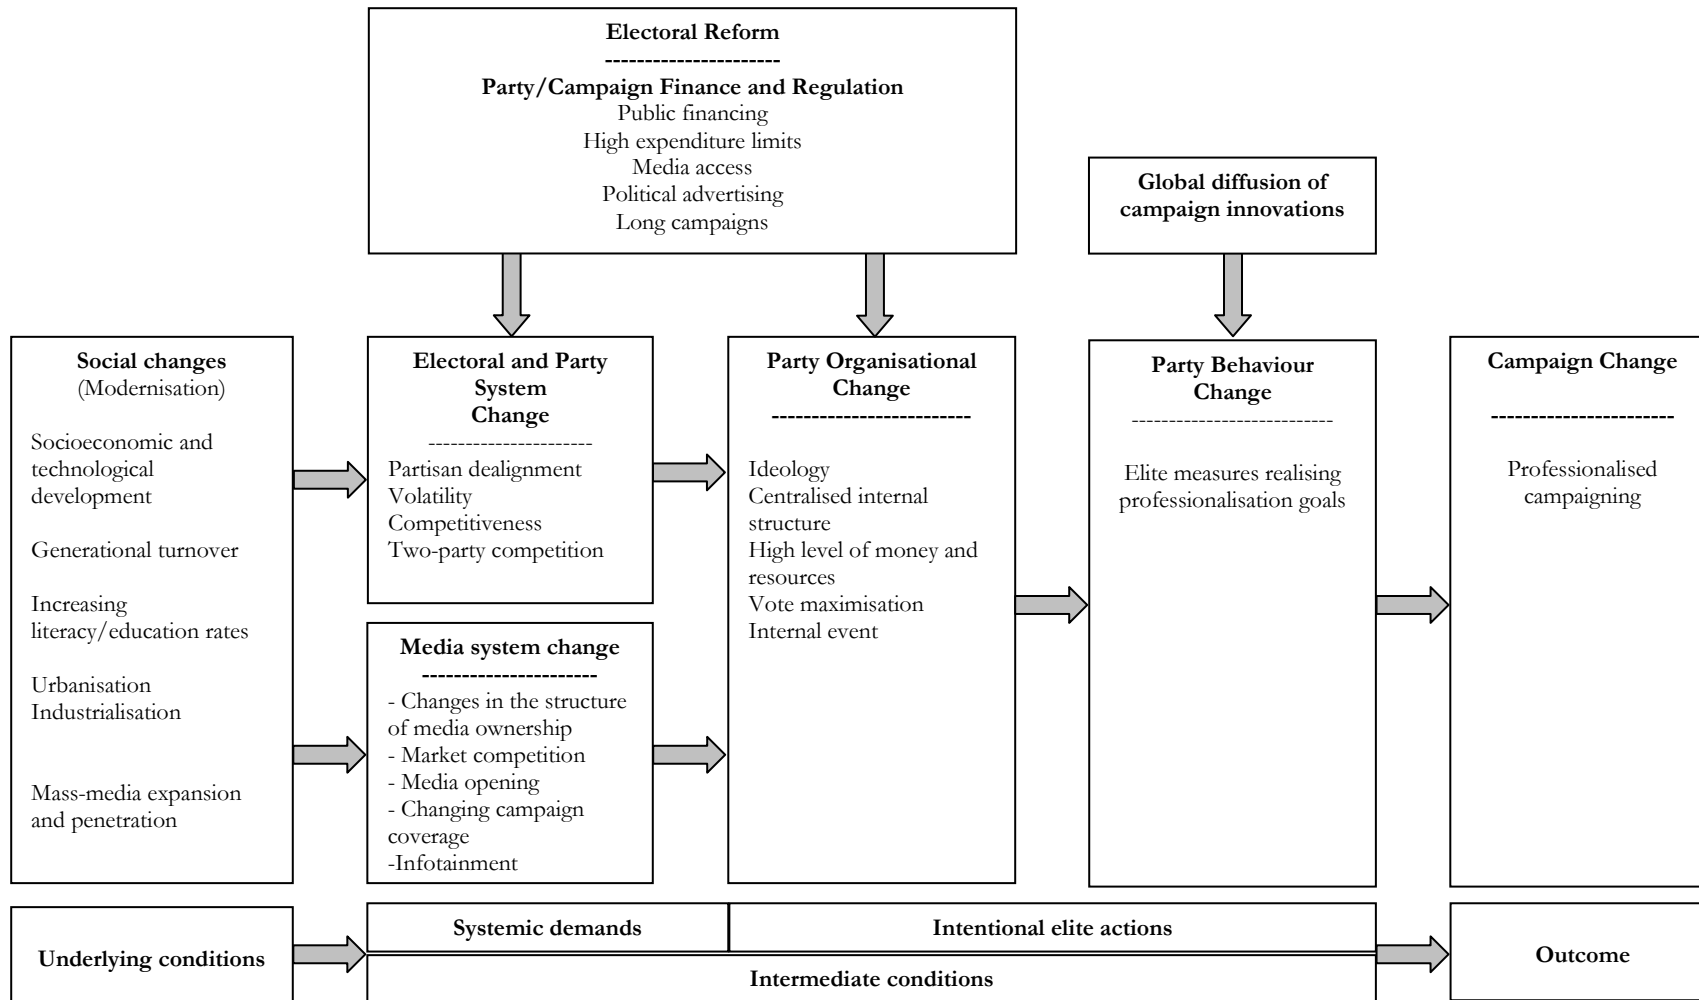 Electoral Reform
-----------------------
Party/Campaign Finance and Regulation
Public financing
High expenditure limits
Media access
Political advertising
Long campaigns
Global diffusion of
campaign innovations
Social changes
(Modernisation)
Socioeconomic and
technological
development
Generational turnover
Increasing
literacy/education rates
Urbanisation
Industrialisation
Mass-media expansion
and penetration
Electoral and Party
System
Change
-----------------------
Partisan dealignment
Volatility
Competitiveness
Two-party competition
Media system change
-----------------------
- Changes in the structure
of media ownership
- Market competition
- Media opening
- Changing campaign
coverage
-Infotainment
Party Organisational
Change
--------------------------
Ideology
Centralised internal
structure
High level of money and
resources
Vote maximisation
Internal event
Party Behaviour
Change
----------------------------
Elite measures realising
professionalisation goals
Campaign Change
------------------------
Professionalised
campaigning
Underlying conditions
Systemic demands
Intentional elite actions
Intermediate conditions
Outcome